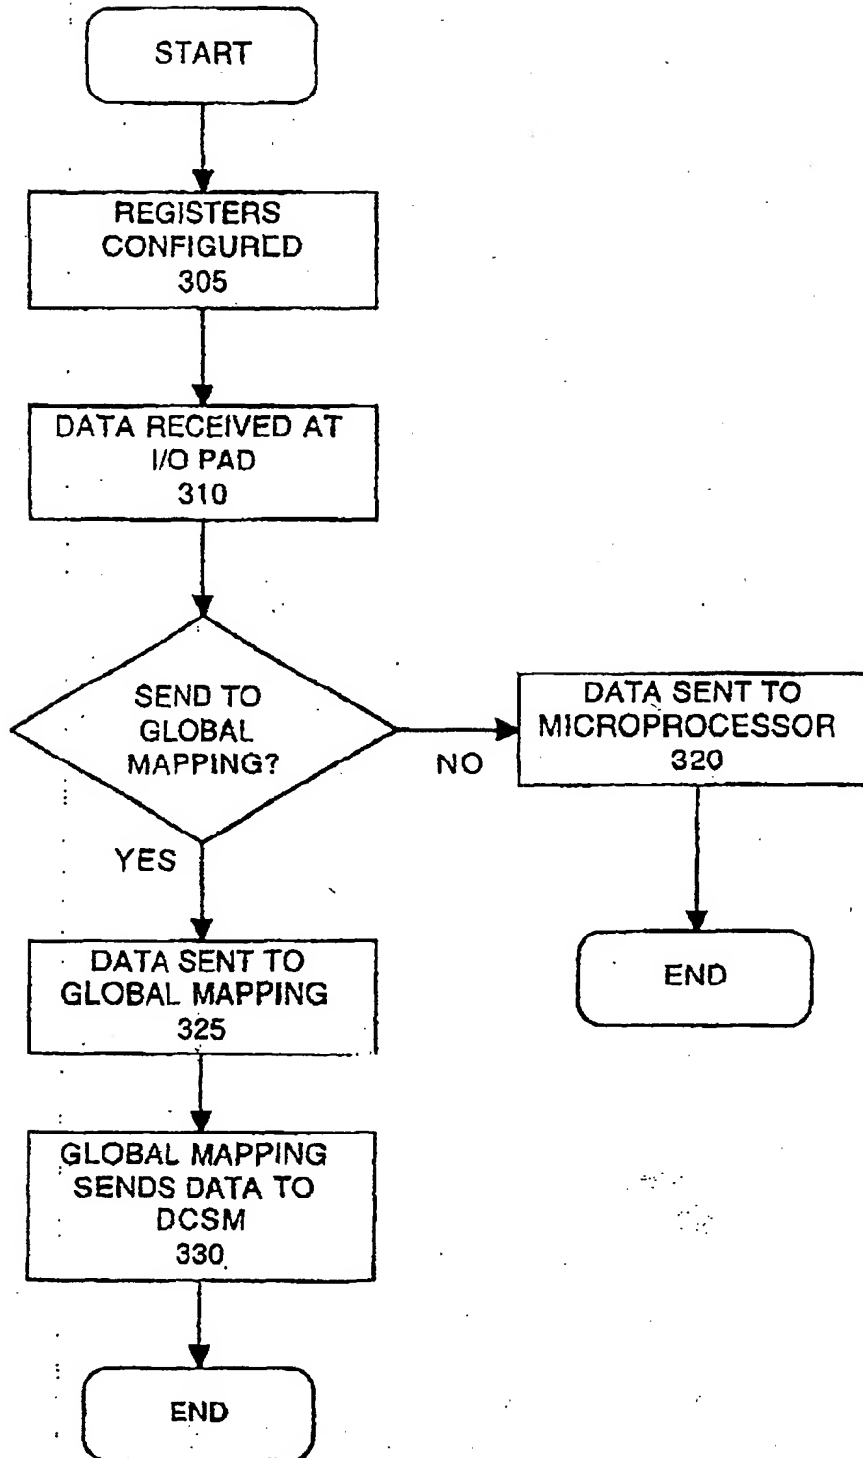 START
REGISTERS
CONFIGURED
305
DATA RECEIVED AT
I/O PAD
310
SEND TO
GLOBAL
MAPPING?
NO
DATA SENT TO
MICROPROCESSOR
320
END
YES
DATA SENT TO
GLOBAL MAPPING
325
GLOBAL MAPPING
SENDS DATA TO
DCSM
330
END